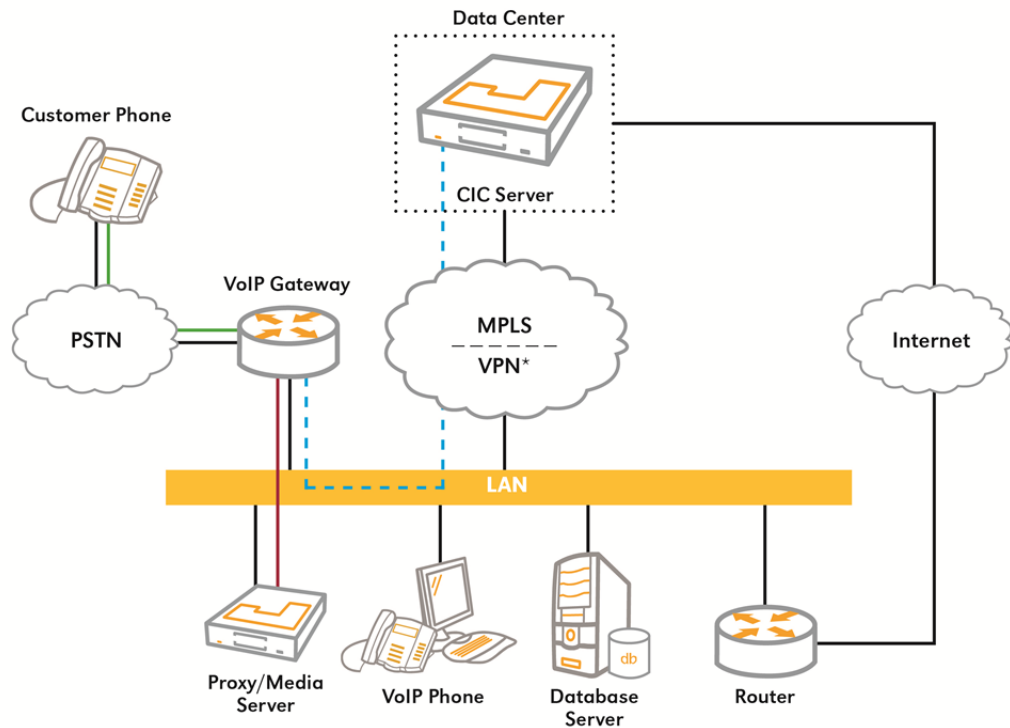 Data Center
Customer Phone
CIC Server
VoIP Gateway
PSTN
MPLS
VPN*
Internet
LAN
db
Proxy/Media
Server
VoIP Phone
Database
Server
Router